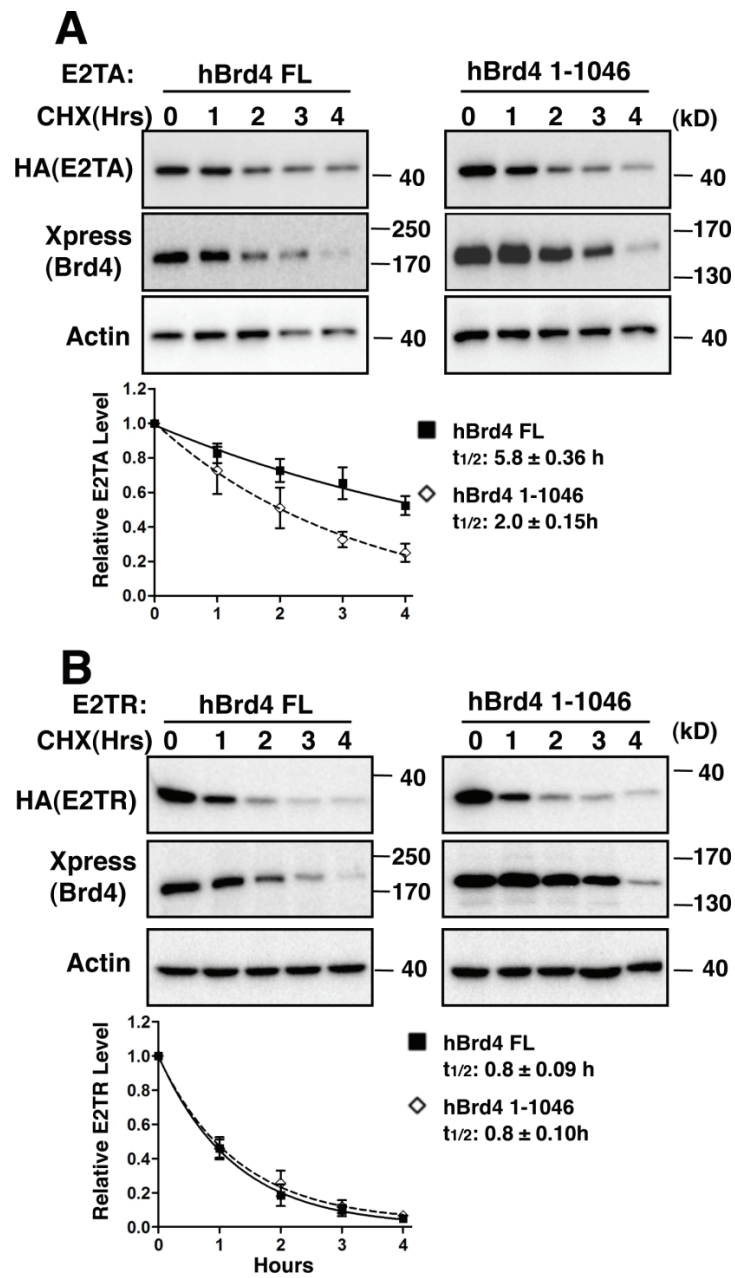 A
E2TA: hBrd4 FL hBrd4 1-1046
CHX(Hrs) 0 1 2 3 4 0 1 2 3 4 (kD)
HA(E2TA) 40 40
Xpress (Brd4) 250 170 170 130
Actin 40 40
Relative E2TA Level
1.2
1.0
0.8
0.6
0.4
0.2
0.0
0 1 2 3 4
hBrd4 FL
t1/2: 5.8 ± 0.36 h
hBrd4 1-1046
t1/2: 2.0 ± 0.15h
B
E2TR: hBrd4 FL hBrd4 1-1046
CHX(Hrs) 0 1 2 3 4 0 1 2 3 4 (kD)
HA(E2TR) 40 40
Xpress (Brd4) 250 170 170 130
Actin 40 40
Relative E2TR Level
1.2
1.0
0.8
0.6
0.4
0.2
0.0
0 1 2 3 4
Hours
hBrd4 FL
t1/2: 0.8 ± 0.09 h
hBrd4 1-1046
t1/2: 0.8 ± 0.10h